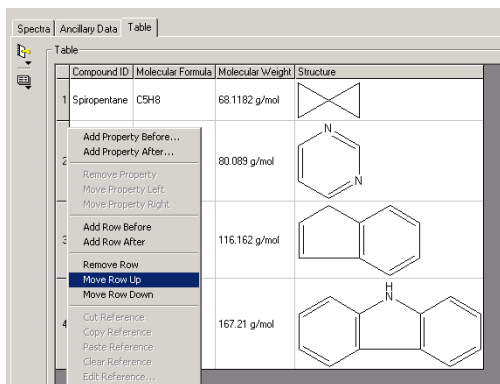 Spectra Ancillary Data Table
Table
Compound ID Molecular Formula Molecular Weight Structure
1 Spiropentane C5H8 68.1182 g/mol
2 80.089 g/mol N N
3 116.162 g/mol
4 167.21 g/mol H N
Add Property Before...
Add Property After...
Remove Property
Move Property Left
Move Property Right
Add Row Before
Add Row After
Remove Row
Move Row Up
Move Row Down
Cut Reference
Copy Reference
Paste Reference
Clear Reference
Edit Reference...